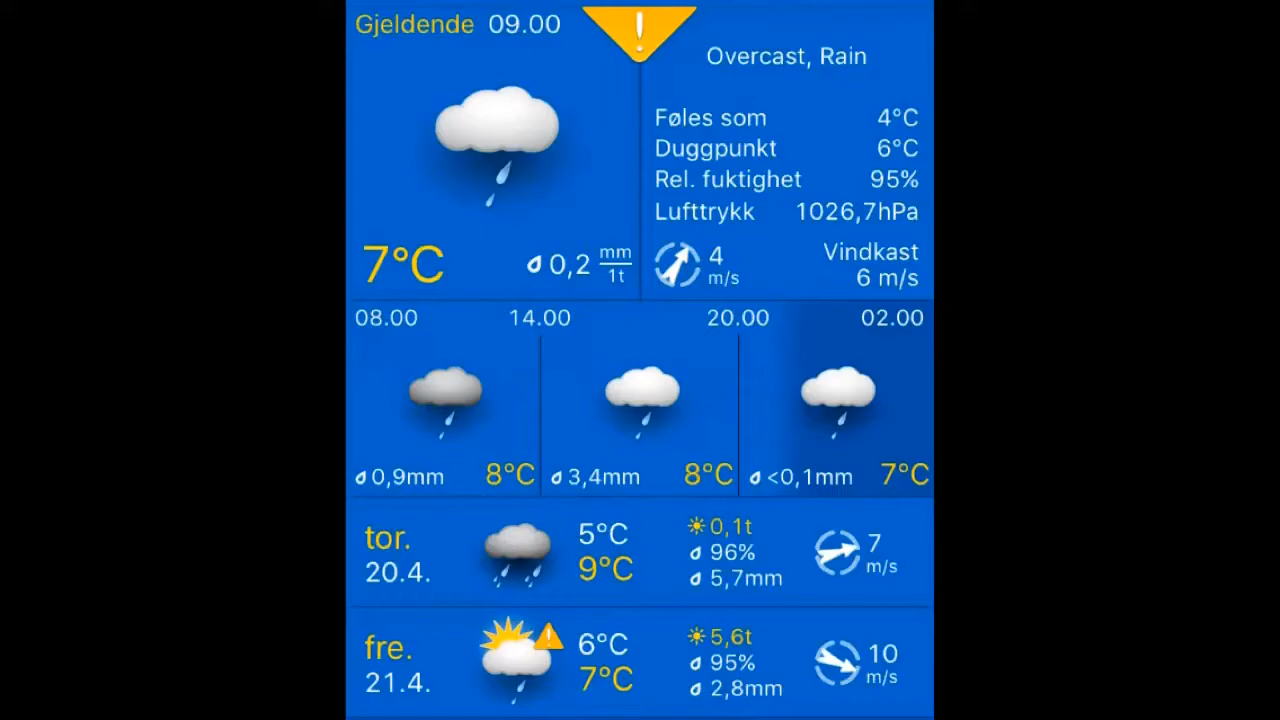 Gjeldende 09.00
!
Overcast, Rain
Føles som 4°C
Duggpunkt 6°C
Rel. fuktighet 95%
Lufttrykk 1026,7hPa
7°C 0,2 mm/1t
4 m/s
Vindkast
6 m/s
08.00 14.00 20.00 02.00
0,9mm 8°C 3,4mm 8°C <0,1mm 7°C
tor.
20.4.
5°C
9°C
0,1t
96%
5,7mm
7
m/s
fre.
21.4.
!
6°C
7°C
5,6t
95%
2,8mm
10
m/s